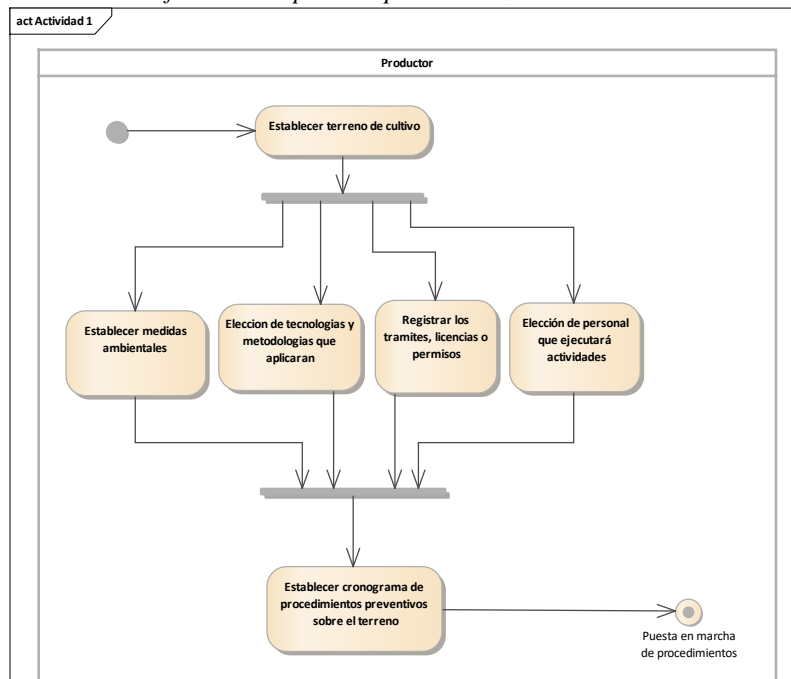 act Actividad 1
Productor
Establecer terreno de cultivo
Establecer medidas
ambientales
Eleccion de tecnologias y
metodologias que
aplicaran
Registrar los
tramites, licencias o
permisos
Elección de personal
que ejecutará
actividades
Establecer cronograma de
procedimientos preventivos
sobre el terreno
Puesta en marcha
de procedimientos